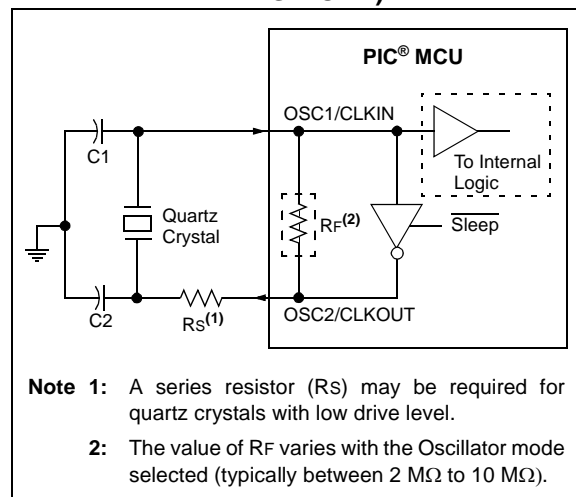 PIC® MCU
OSC1/CLKIN
C1
To Internal
Logic
Quartz
Crystal
RF(2)
Sleep
C2
RS(1)
OSC2/CLKOUT
Note 1: A series resistor (RS) may be required for
quartz crystals with low drive level.
2: The value of RF varies with the Oscillator mode
selected (typically between 2 MΩ to 10 MΩ).